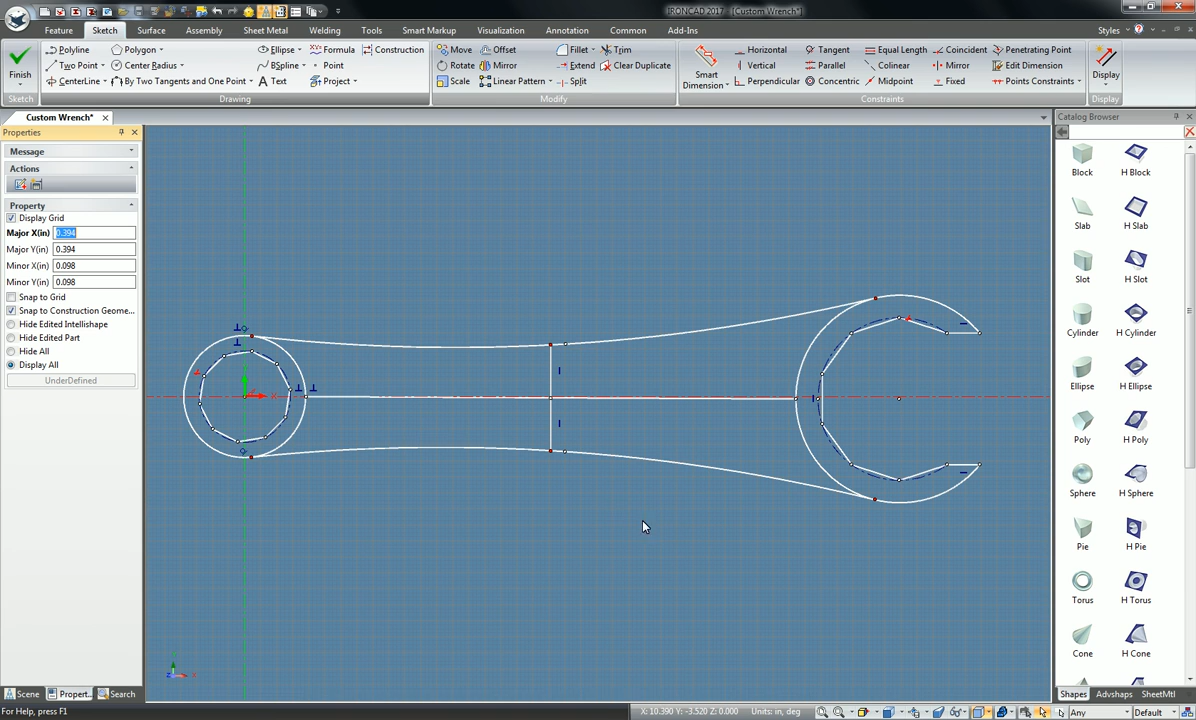 IRONCAD 2017 - [Custom Wrench*]
Feature Sketch Surface Assembly Sheet Metal Welding Tools Smart Markup Visualization Annotation Common Add-Ins Styles
Polyline Polygon Ellipse Formula Construction Move Offset Fillet Trim Horizontal Tangent Equal Length Coincident Penetrating Point
Two Point Center Radius BSpline Point Rotate Mirror Extend Clear Duplicate Vertical Parallel Colinear Mirror Edit Dimension
Finish CenterLine By Two Tangents and One Point Text Project Scale Linear Pattern Split Smart Dimension Perpendicular Concentric Midpoint Fixed Points Constraints Display
Sketch Drawing Modify Constraints Display
Custom Wrench*
Properties
Catalog Browser
Message
Actions
Property
Display Grid
Major X(in) 0.394
Major Y(in) 0.394
Minor X(in) 0.098
Minor Y(in) 0.098
Snap to Grid
Snap to Construction Geome...
Hide Edited Intellishape
Hide Edited Part
Hide All
Display All
UnderDefined
X
Block H Block
Slab H Slab
Slot H Slot
Cylinder H Cylinder
Ellipse H Ellipse
Poly H Poly
Sphere H Sphere
Pie H Pie
Torus H Torus
Cone H Cone
Scene Propert... Search
Shapes Advshaps SheetMtl
For Help, press F1
X: 10.390 Y: -3.520 Z: 0.000 Units: in, deg
Any
Default